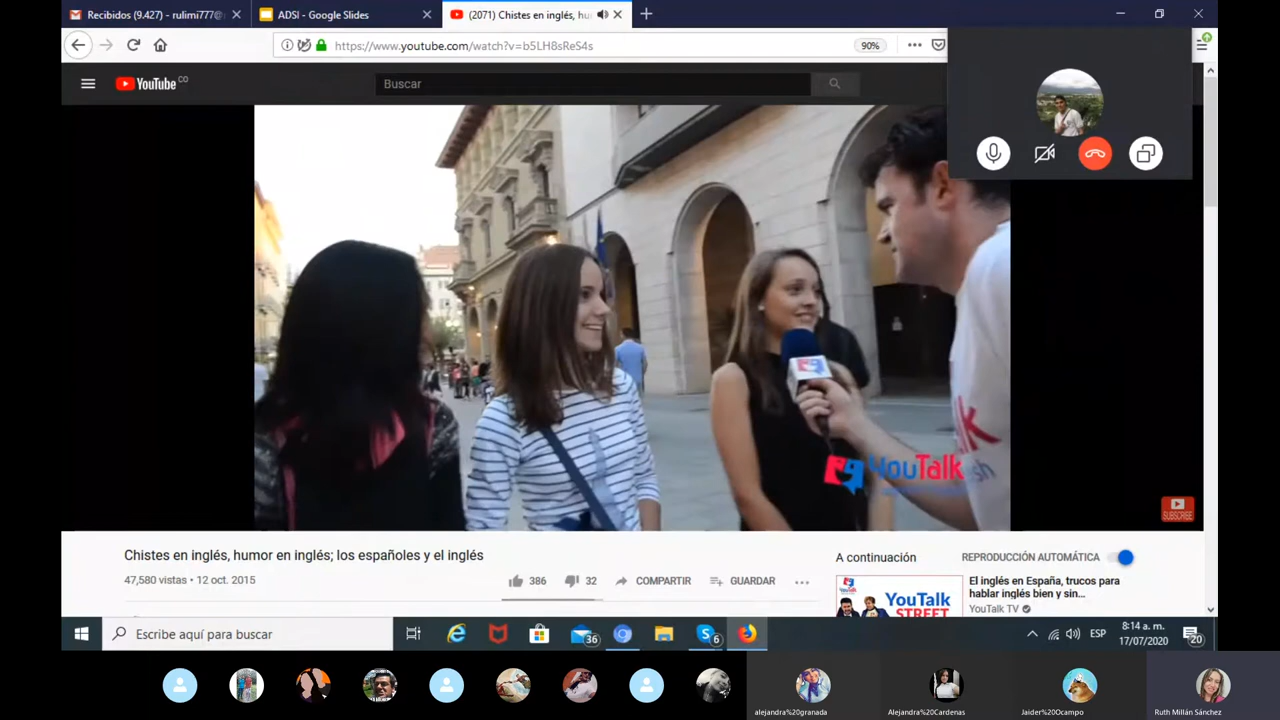 Recibidos (9.427) - rulimi777@
ADSI - Google Slides
(2071) Chistes en inglés, hu
https://www.youtube.com/watch?v=b5LH8sReS4s
90%
YouTube CO
Buscar
YouTalk
SUBSCRIBE
Chistes en inglés, humor en inglés; los españoles y el inglés
47,580 vistas • 12 oct. 2015
386
32
COMPARTIR
GUARDAR
A continuación
REPRODUCCIÓN AUTOMÁTICA
YouTalk
STREET
El inglés en España, trucos para
hablar inglés bien y sin...
YouTalk TV
Escribe aquí para buscar
36
6
ESP
8:14 a. m.
17/07/2020
20
alejandra%20granada
Alejandra%20Cardenas
Jaider%20Ocampo
Ruth Millán Sánchez